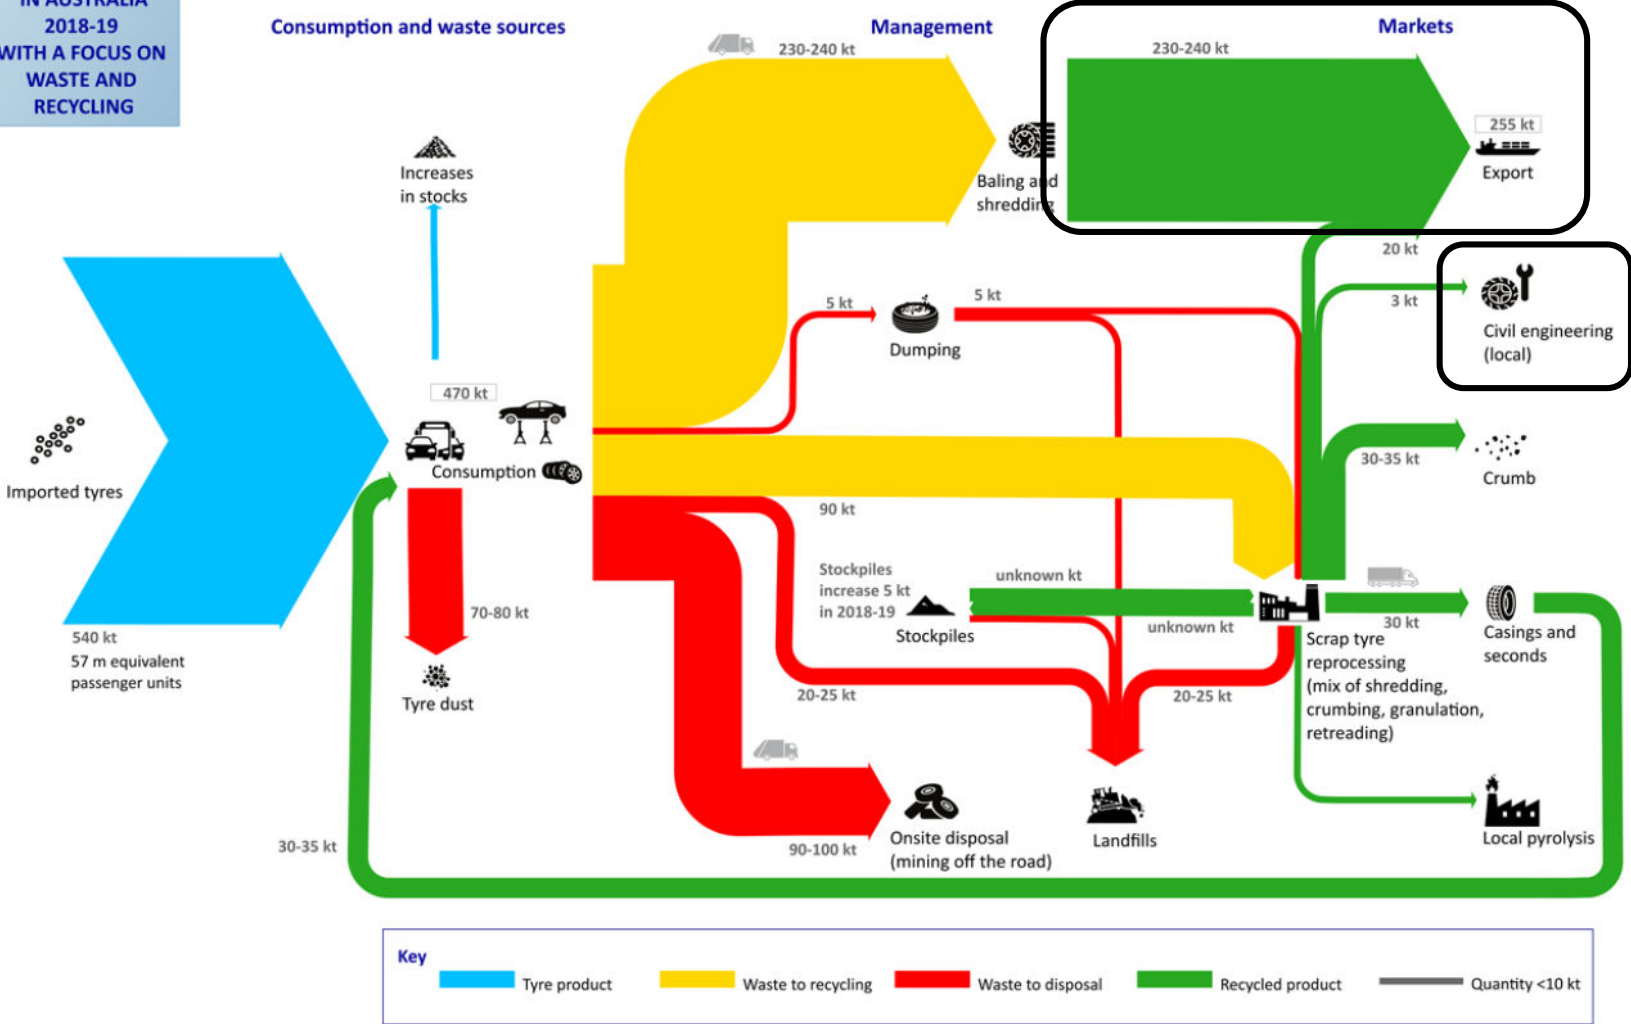 IN AUSTRALIA
2018-19
WITH A FOCUS ON
WASTE AND
RECYCLING
Consumption and waste sources
Management
Markets
230-240 kt
230-240 kt
255 kt
Export
Increases
in stocks
Baling and
shredding
20 kt
5 kt
5 kt
Dumping
3 kt
Civil engineering
(local)
470 kt
Consumption
Imported tyres
30-35 kt
Crumb
90 kt
540 kt
57 m equivalent
passenger units
70-80 kt
Tyre dust
Stockpiles
increase 5 kt
in 2018-19
Stockpiles
unknown kt
unknown kt
30 kt
Casings and
seconds
Scrap tyre
reprocessing
(mix of shredding,
crumbing, granulation,
retreading)
20-25 kt
20-25 kt
30-35 kt
90-100 kt
Onsite disposal
(mining off the road)
Landfills
Local pyrolysis
Key
Tyre product
Waste to recycling
Waste to disposal
Recycled product
Quantity <10 kt